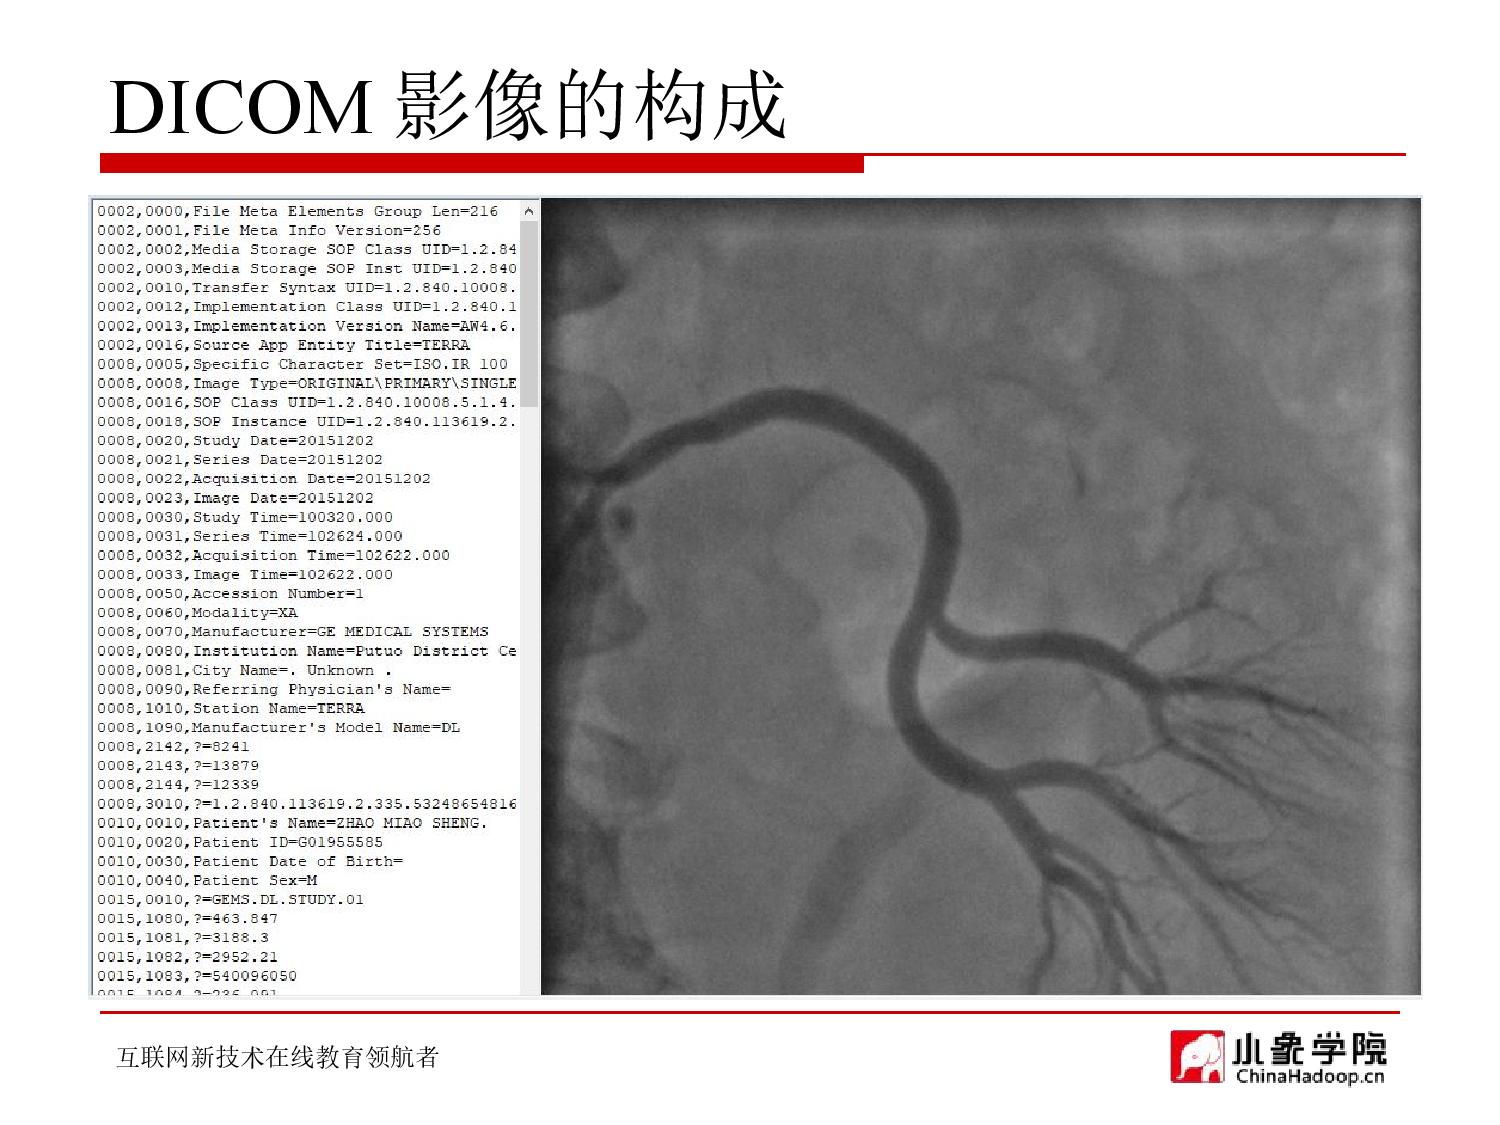 DICOM 影像的构成
0002,0000,File Meta Elements Group Len=216
0002,0001,File Meta Info Version=256
0002,0002,Media Storage SOP Class UID=1.2.84
0002,0003,Media Storage SOP Inst UID=1.2.840
0002,0010,Transfer Syntax UID=1.2.840.10008.
0002,0012,Implementation Class UID=1.2.840.1
0002,0013,Implementation Version Name=AW4.6.
0002,0016,Source App Entity Title=TERRA
0008,0005,Specific Character Set=ISO.IR 100
0008,0008,Image Type=ORIGINAL\PRIMARY\SINGLE
0008,0016,SOP Class UID=1.2.840.10008.5.1.4.
0008,0018,SOP Instance UID=1.2.840.113619.2.
0008,0020,Study Date=20151202
0008,0021,Series Date=20151202
0008,0022,Acquisition Date=20151202
0008,0023,Image Date=20151202
0008,0030,Study Time=100320.000
0008,0031,Series Time=102624.000
0008,0032,Acquisition Time=102622.000
0008,0033,Image Time=102622.000
0008,0050,Accession Number=1
0008,0060,Modality=XA
0008,0070,Manufacturer=GE MEDICAL SYSTEMS
0008,0080,Institution Name=Putuo District Ce
0008,0081,City Name=. Unknown .
0008,0090,Referring Physician's Name=
0008,1010,Station Name=TERRA
0008,1090,Manufacturer's Model Name=DL
0008,2142,?=8241
0008,2143,?=13879
0008,2144,?=12339
0008,3010,?=1.2.840.113619.2.335.53248654816
0010,0010,Patient's Name=ZHAO MIAO SHENG.
0010,0020,Patient ID=G01955585
0010,0030,Patient Date of Birth=
0010,0040,Patient Sex=M
0015,0010,?=GEMS.DL.STUDY.01
0015,1080,?=463.847
0015,1081,?=3188.3
0015,1082,?=2952.21
0015,1083,?=540096050
0015,1084,?=236.091
互联网新技术在线教育领航者
小象学院
ChinaHadoop.cn